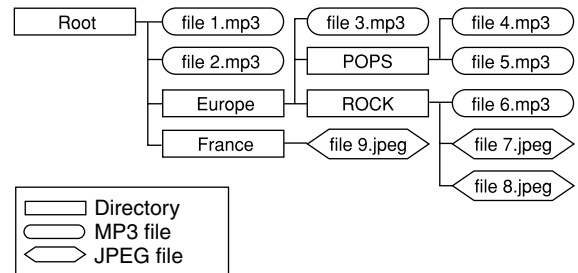 Root
file 1.mp3
file 3.mp3
file 4.mp3
file 2.mp3
POPS
file 5.mp3
Europe
ROCK
file 6.mp3
France
file 9.jpeg
file 7.jpeg
file 8.jpeg
Directory
MP3 file
JPEG file